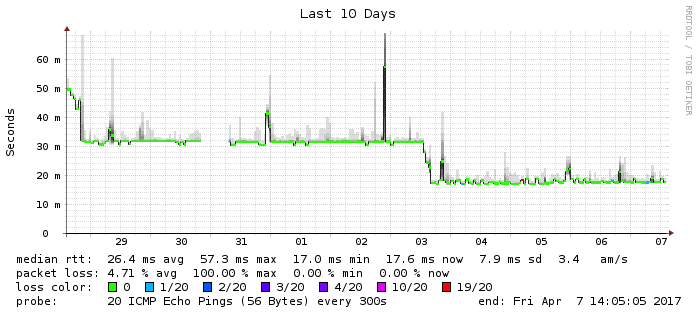 Last 10 Days
RRDTOOL / TOBI OETIKER
Seconds
60 m
50 m
40 m
30 m
20 m
10 m
0
29 30 31 01 02 03 04 05 06 07
median rtt: 26.4 ms avg 57.3 ms max 17.0 ms min 17.6 ms now 7.9 ms sd 3.4 am/s
packet loss: 4.71 % avg 100.00 % max 0.00 % min 0.00 % now
loss color: 0 1/20 2/20 3/20 4/20 10/20 19/20
probe: 20 ICMP Echo Pings (56 Bytes) every 300s end: Fri Apr 7 14:05:05 2017